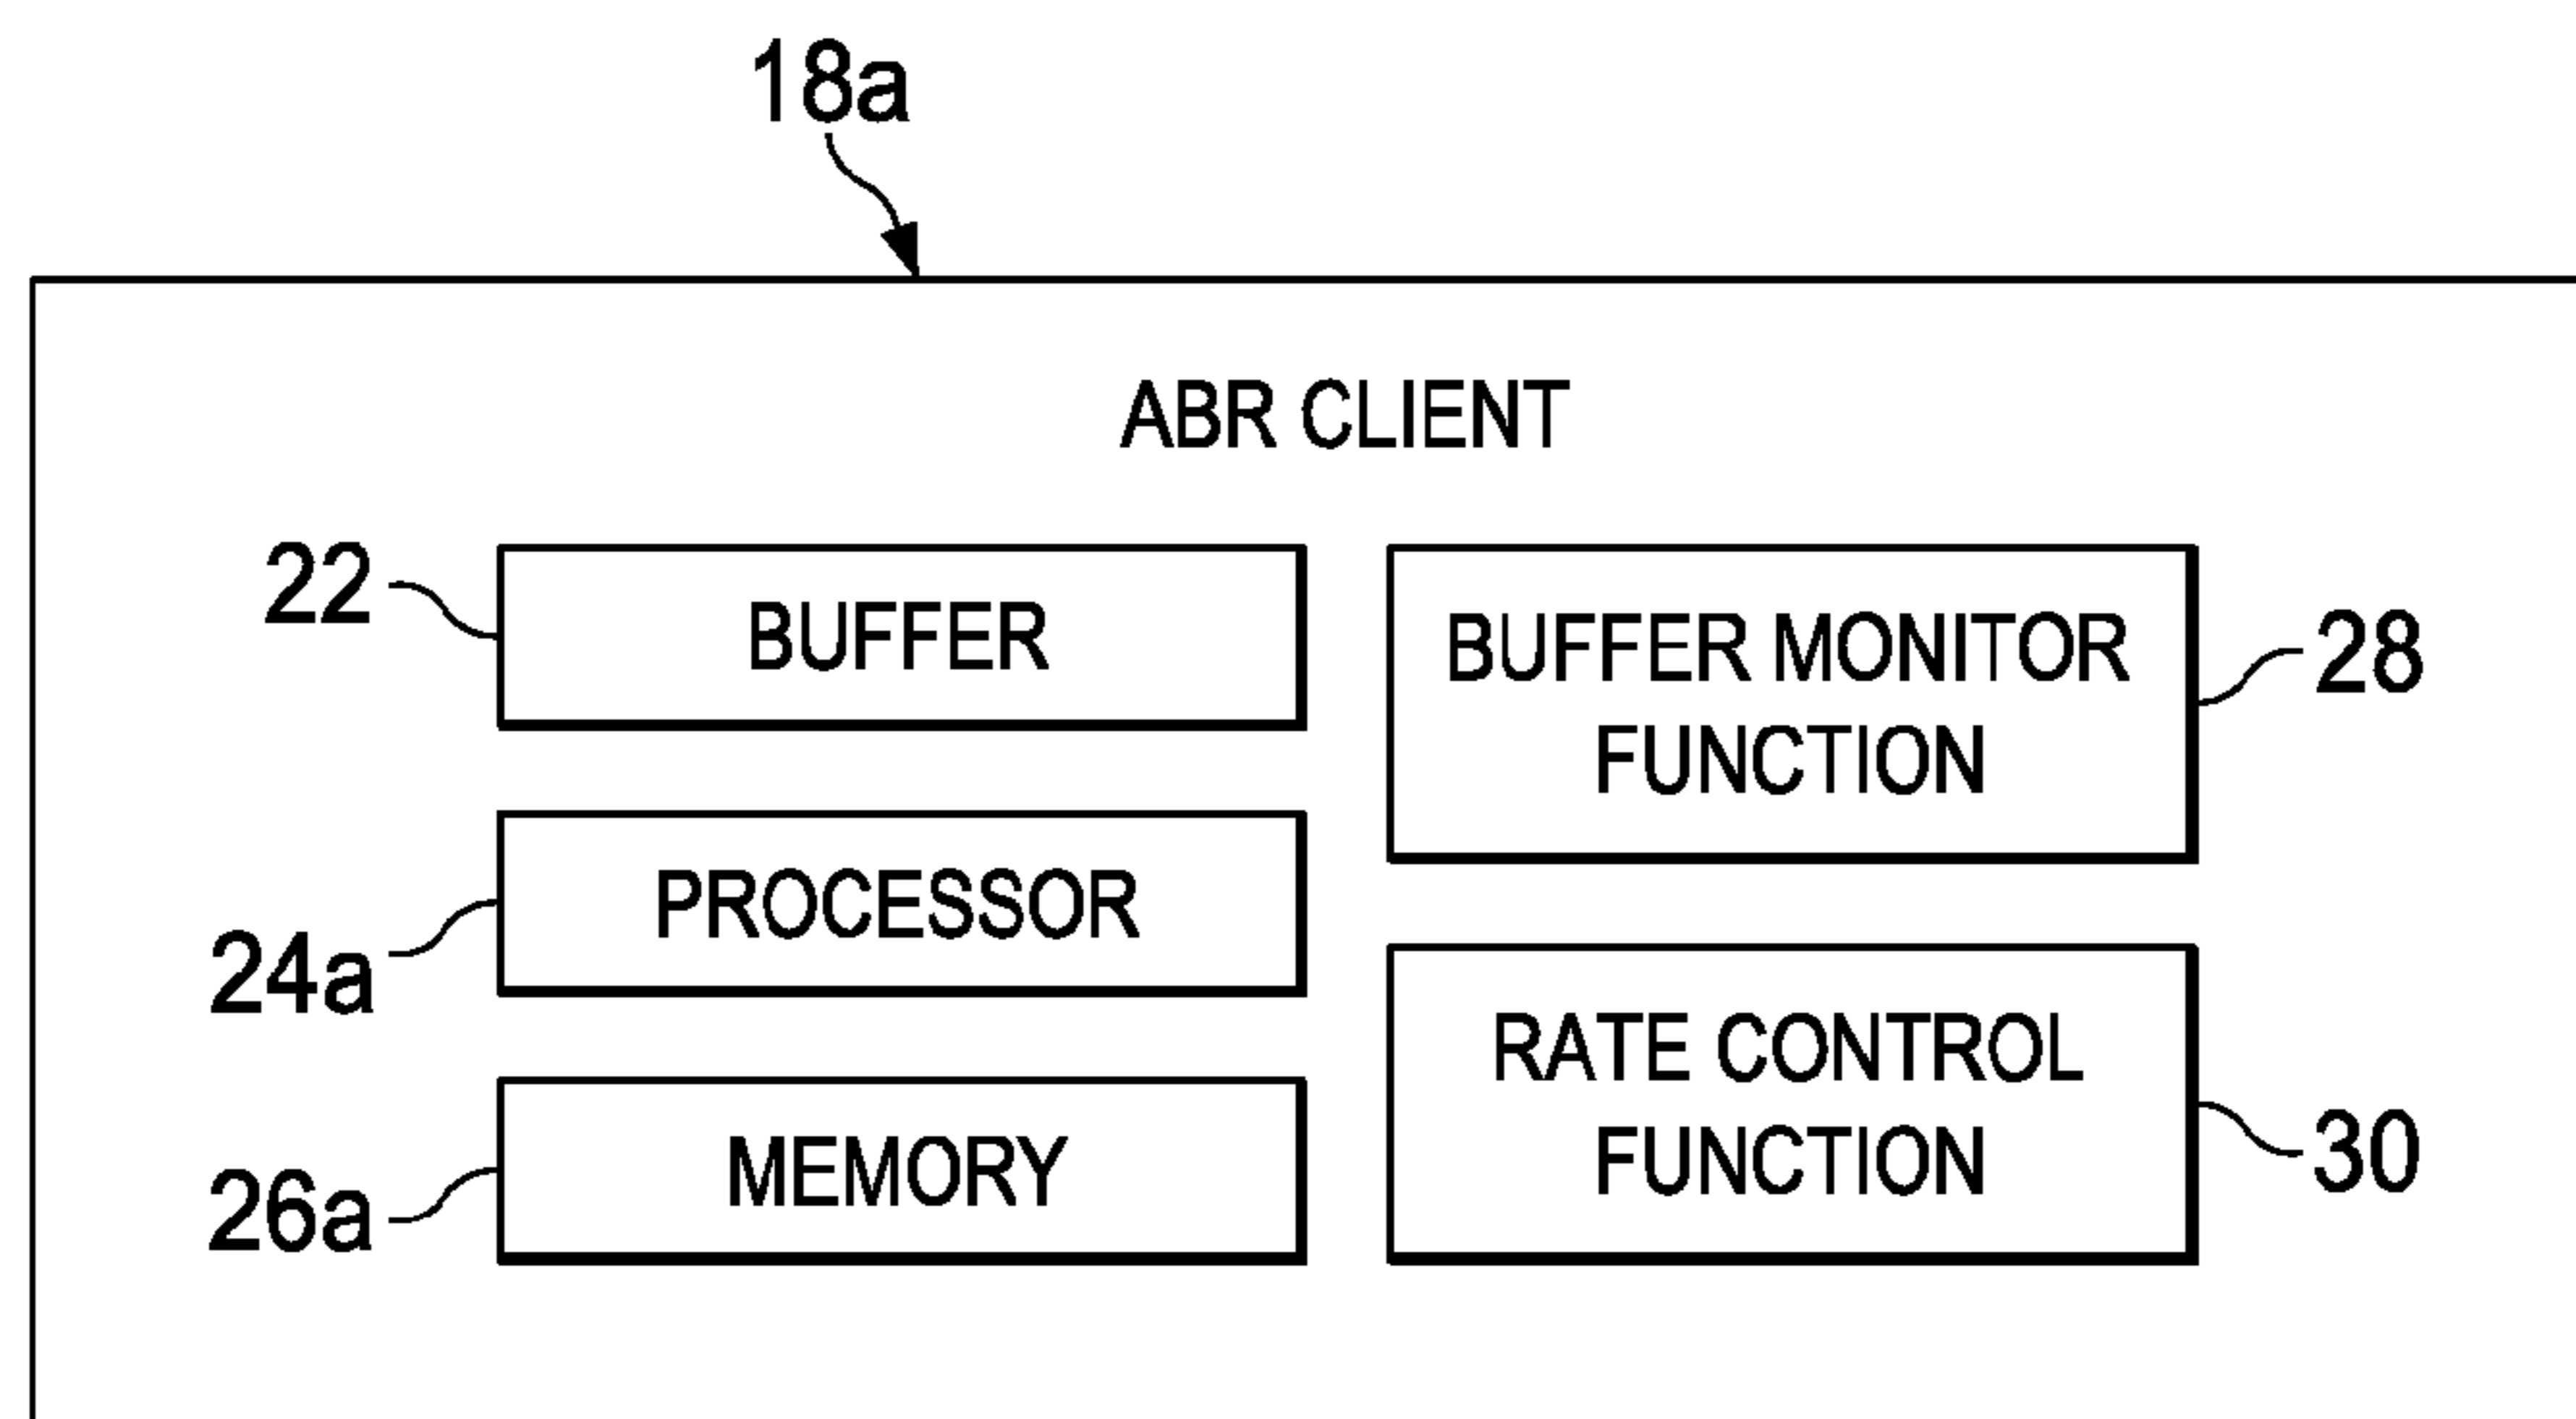 18a
ABR CLIENT
22
BUFFER
24a
PROCESSOR
26a
MEMORY
BUFFER MONITOR
FUNCTION
28
RATE CONTROL
FUNCTION
30